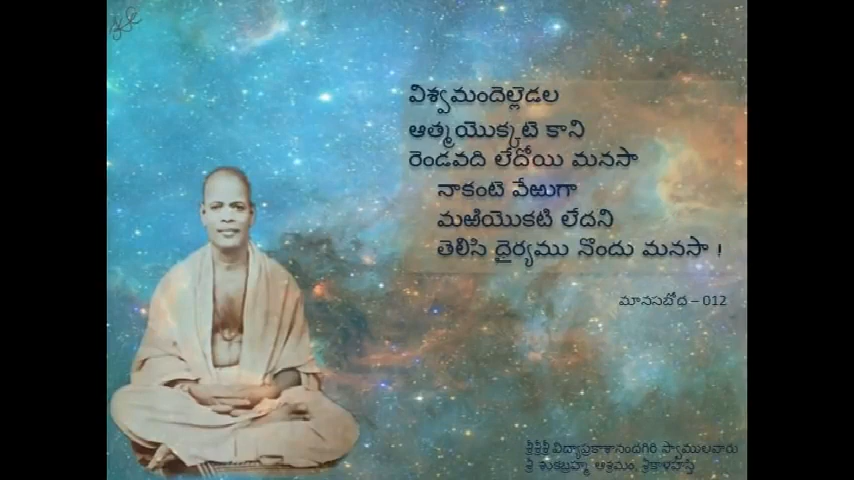 విశ్వమందెల్లెడల
ఆత్మయొక్కటె కాని
రెండవది లేదోయి మనసా
నాకంటె వేఱుగా
మఱియొకటి లేదని
తెలిసి దైర్యము నొందు మనసా !
మానసబోధ – 012
శ్రీశ్రీశ్రీ విద్యాప్రకాశానందగిరి స్వాములవారు
శ్రీ శుకబ్రహ్మ ఆశ్రమం, శ్రీకాళహస్తి